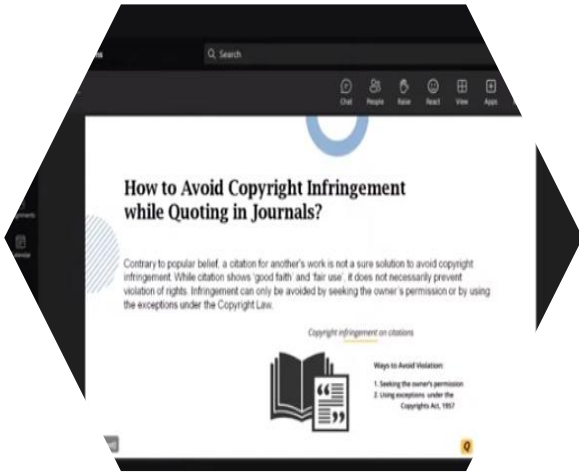 Search
Chat People Raise React View Apps
How to Avoid Copyright Infringement
while Quoting in Journals?
Contrary to popular belief, a citation for another's work is not a sure solution to avoid copyright
infringement. While citation shows 'good faith' and 'fair use', it does not necessarily prevent
violation of rights. Infringement can only be avoided by seeking the owner's permission or by using
the exceptions under the Copyright Law.
Copyright infringement on citations
Ways to Avoid Violation:
1. Seeking the owner's permission
2. Using exceptions under the
Copyrights Act, 1957
Q